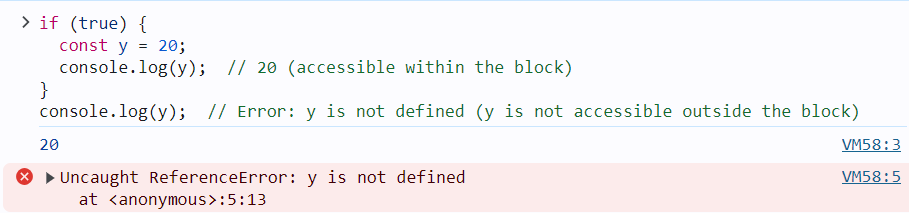 if (true) {
  const y = 20;
  console.log(y);  // 20 (accessible within the block)
}
console.log(y);  // Error: y is not defined (y is not accessible outside the block)
20 VM58:3
Uncaught ReferenceError: y is not defined VM58:5
    at <anonymous>:5:13